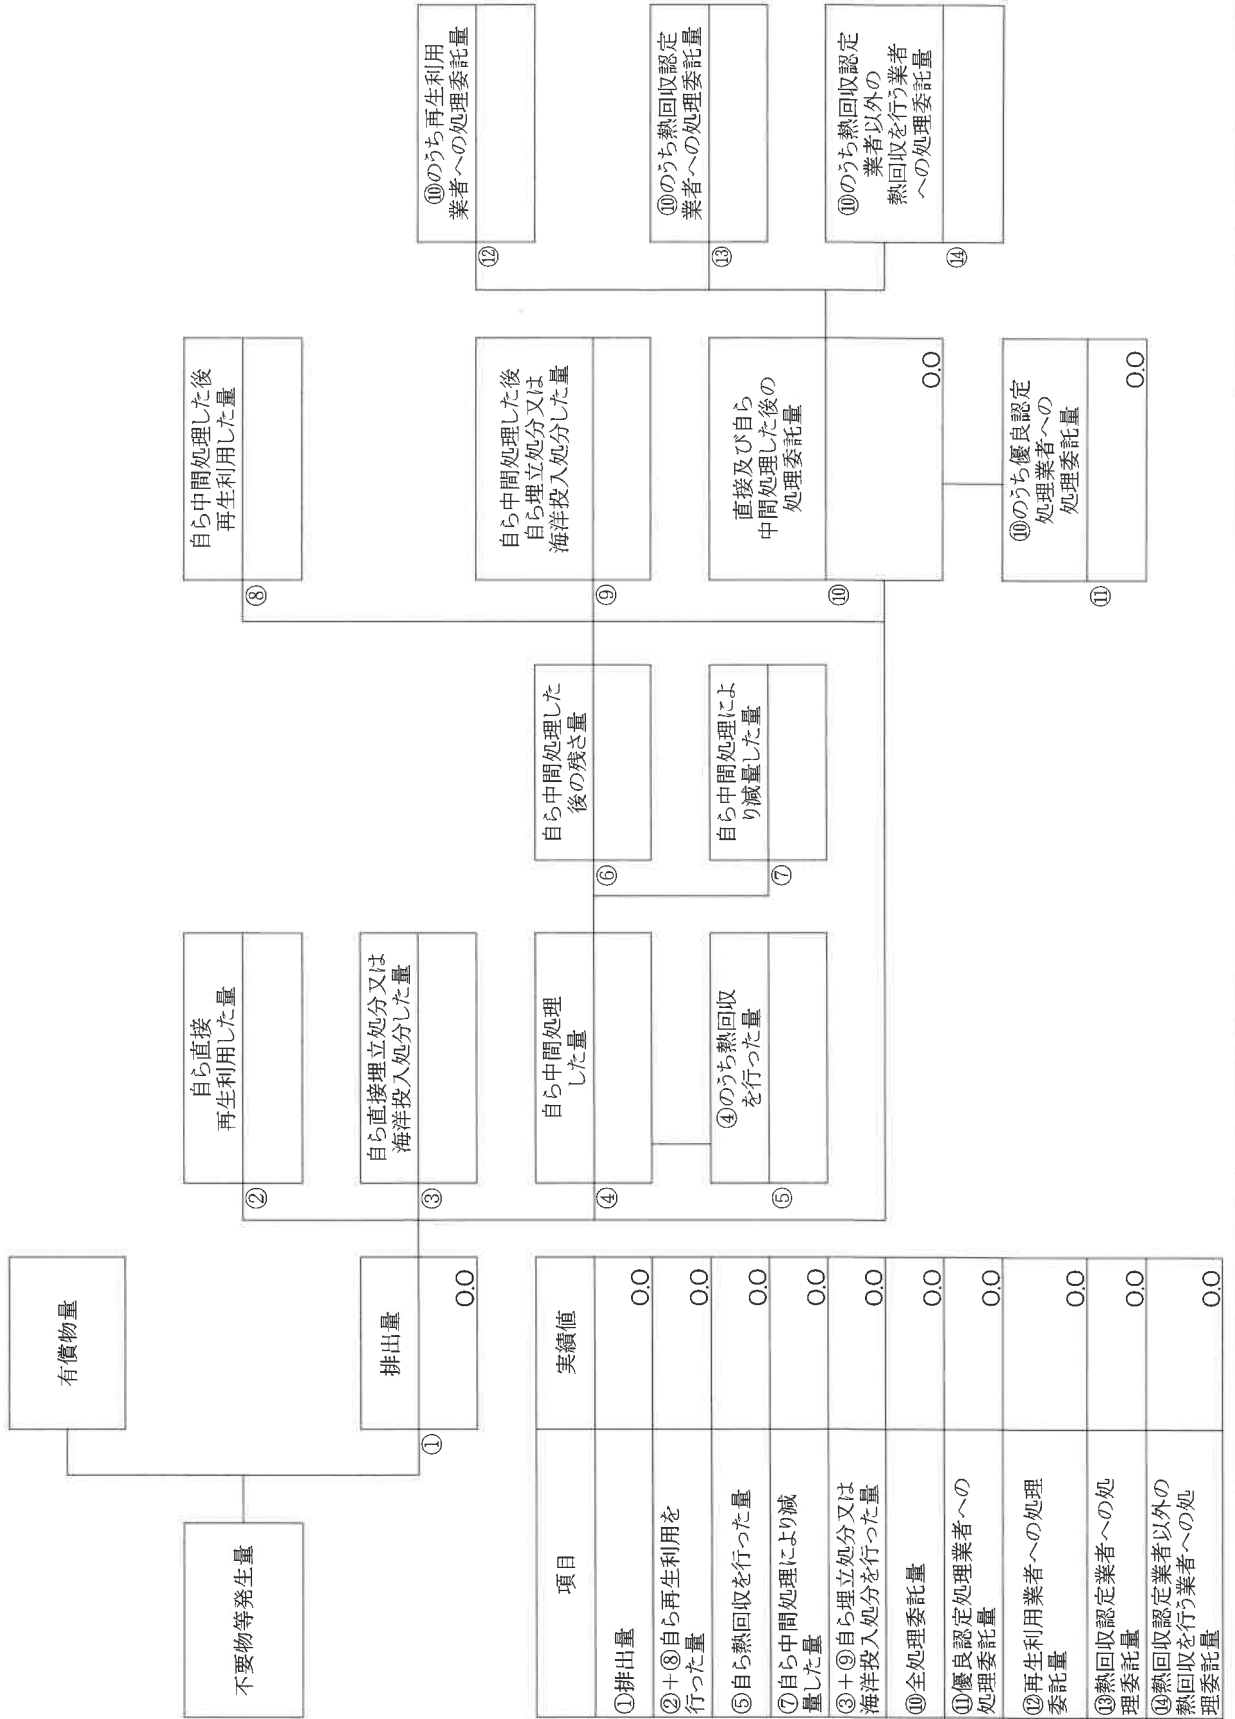 不要物等発生量
有償物量
排出量
①
0.0
自ら直接
再生利用した量
②
自ら直接埋立処分又は
海洋投入処分した量
③
自ら中間処理
した量
④
④のうち熱回収
を行った量
⑤
自ら中間処理した
後の残さ量
⑥
自ら中間処理によ
り減量した量
⑦
自ら中間処理した後
再生利用した量
⑧
自ら中間処理した後
自ら埋立処分又は
海洋投入処分した量
⑨
直接及び自ら
中間処理した後の
処理委託量
⑩
0.0
⑩のうち優良認定
処理業者への
処理委託量
⑪
0.0
⑩のうち再生利用
業者への処理委託量
⑫
⑩のうち熱回収認定
業者への処理委託量
⑬
⑩のうち熱回収認定
業者以外の
熱回収を行う業者
への処理委託量
⑭
項目 実績値
①排出量 0.0
②+⑧自ら再生利用を
行った量 0.0
⑤自ら熱回収を行った量 0.0
⑦自ら中間処理により減
量した量 0.0
③+⑨自ら埋立処分又は
海洋投入処分を行った量 0.0
⑩全処理委託量 0.0
⑪優良認定処理業者への
処理委託量 0.0
⑫再生利用業者への処理
委託量 0.0
⑬熱回収認定業者への処
理委託量 0.0
⑭熱回収認定業者以外の
熱回収を行う業者への処
理委託量 0.0